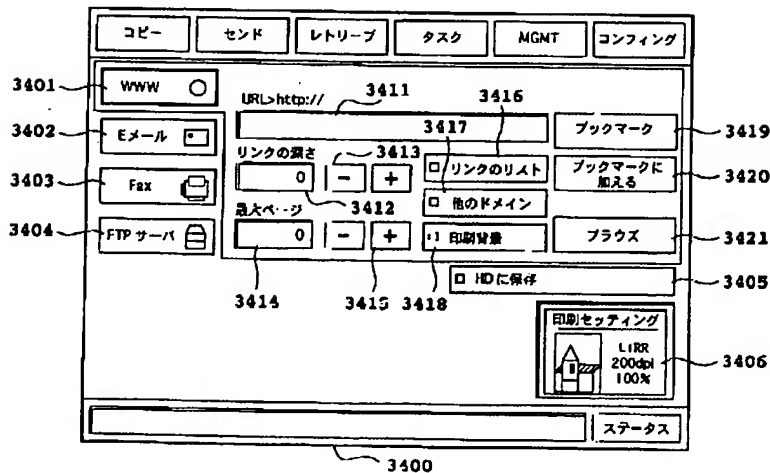 コピー センド レトリーブ タスク MGMT コンフィング
3401 WWW
URL>http:// 3411 3416
3402 Eメール 3417 ブックマーク 3419
リンクの深さ 3413 リンクのリスト ブックマークに加える 3420
3403 Fax 0 - + 3412 他のドメイン
最大ページ
3404 FTP サーバ 0 - + 印刷背景 ブラウズ 3421
3414 3415 3418 HDに保存 3405
印刷セッティング
LTRR
200dpi 3406
100%
ステータス
3400